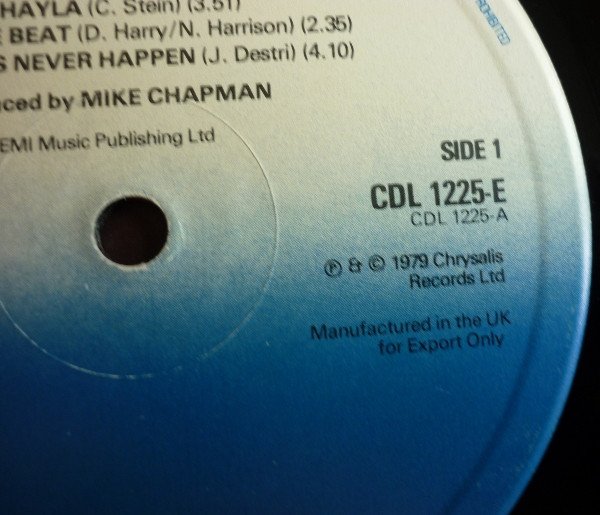 HAYLA (C. Stein) (3.51)
BEAT (D. Harry/N. Harrison) (2.35)
S NEVER HAPPEN (J. Destri) (4.10)
uced by MIKE CHAPMAN
EMI Music Publishing Ltd
SIDE 1
CDL 1225-E
CDL 1225-A
Ⓟ & © 1979 Chrysalis
Records Ltd
Manufactured in the UK
for Export Only